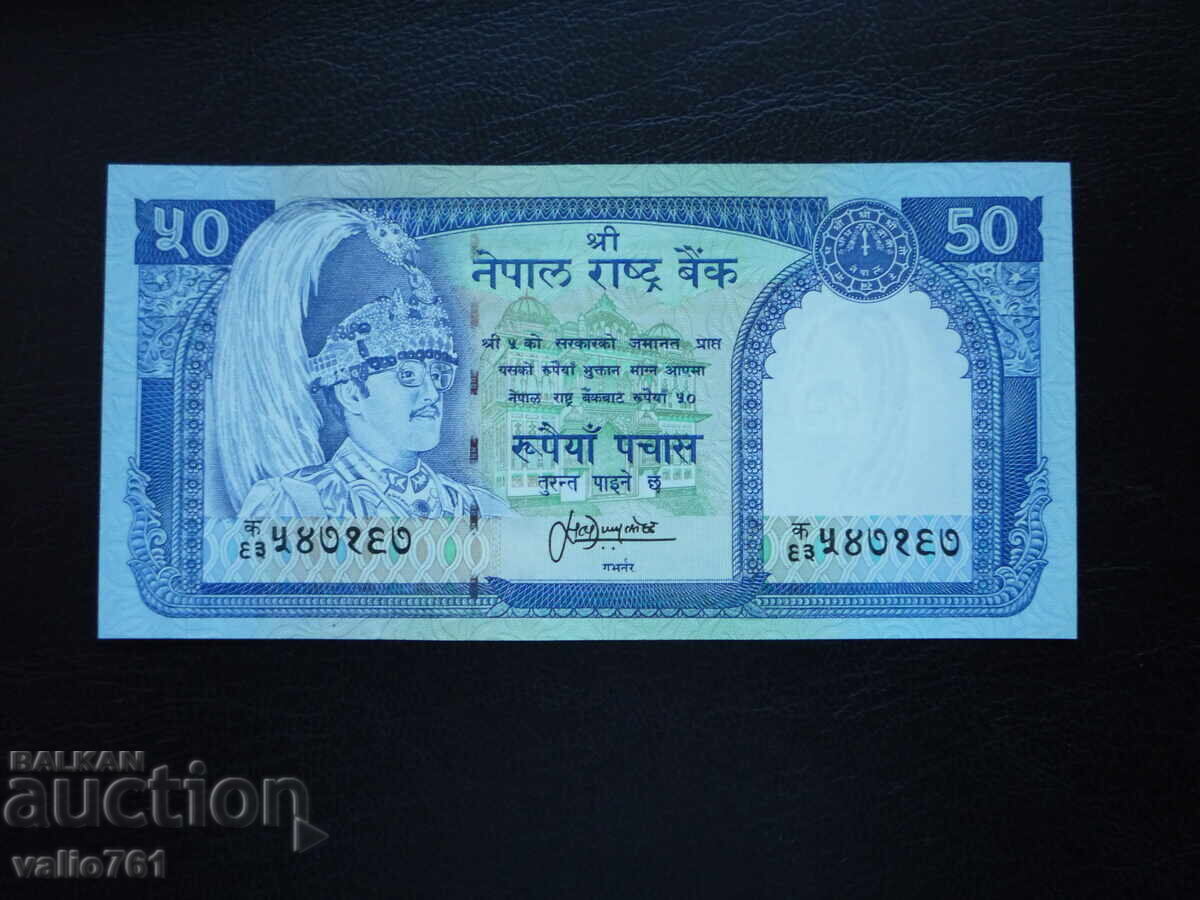 ५० 50
श्री
नेपाल राष्ट्र बैंक
श्री ५ को सरकारको जमानत प्राप्त
यसको रुपैयाँ भुक्तान माग्न आएमा
नेपाल राष्ट्र बैंकबाट रुपैयाँ ५०
रूपैयाँ पचास
तुरन्त पाइने छ
गभर्नर
क
६३ ५४७१६७
क
६३ ५४७१६७
BALKAN
auction
valio761